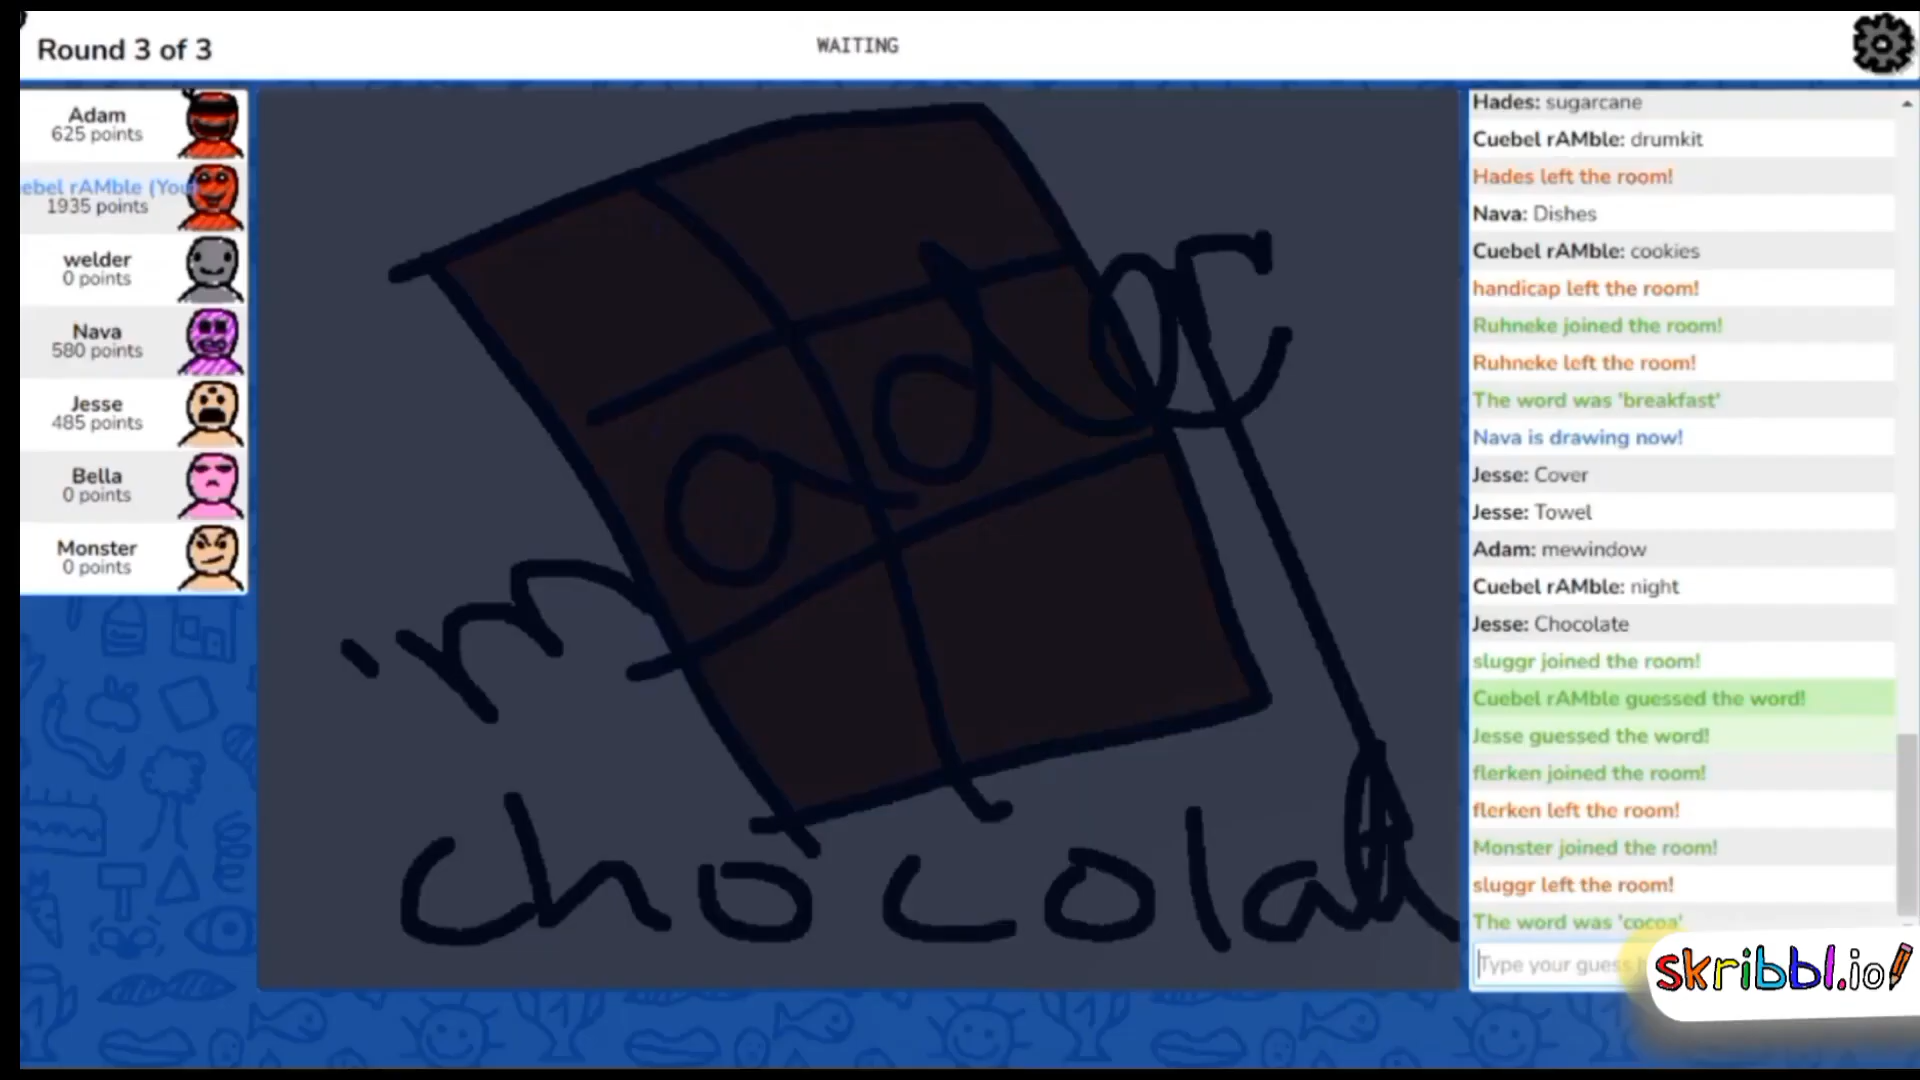 Round 3 of 3
WAITING
Adam
625 points
ebel rAMble (You)
1935 points
welder
0 points
Nava
580 points
Jesse
485 points
Bella
0 points
Monster
0 points
chocolat
Hades: sugarcane
Cuebel rAMble: drumkit
Hades left the room!
Nava: Dishes
Cuebel rAMble: cookies
handicap left the room!
Ruhneke joined the room!
Ruhneke left the room!
The word was 'breakfast'
Nava is drawing now!
Jesse: Cover
Jesse: Towel
Adam: mewindow
Cuebel rAMble: night
Jesse: Chocolate
sluggr joined the room!
Cuebel rAMble guessed the word!
Jesse guessed the word!
flerken joined the room!
flerken left the room!
Monster joined the room!
sluggr left the room!
The word was 'cocoa'
Type your guess
skribbl.io